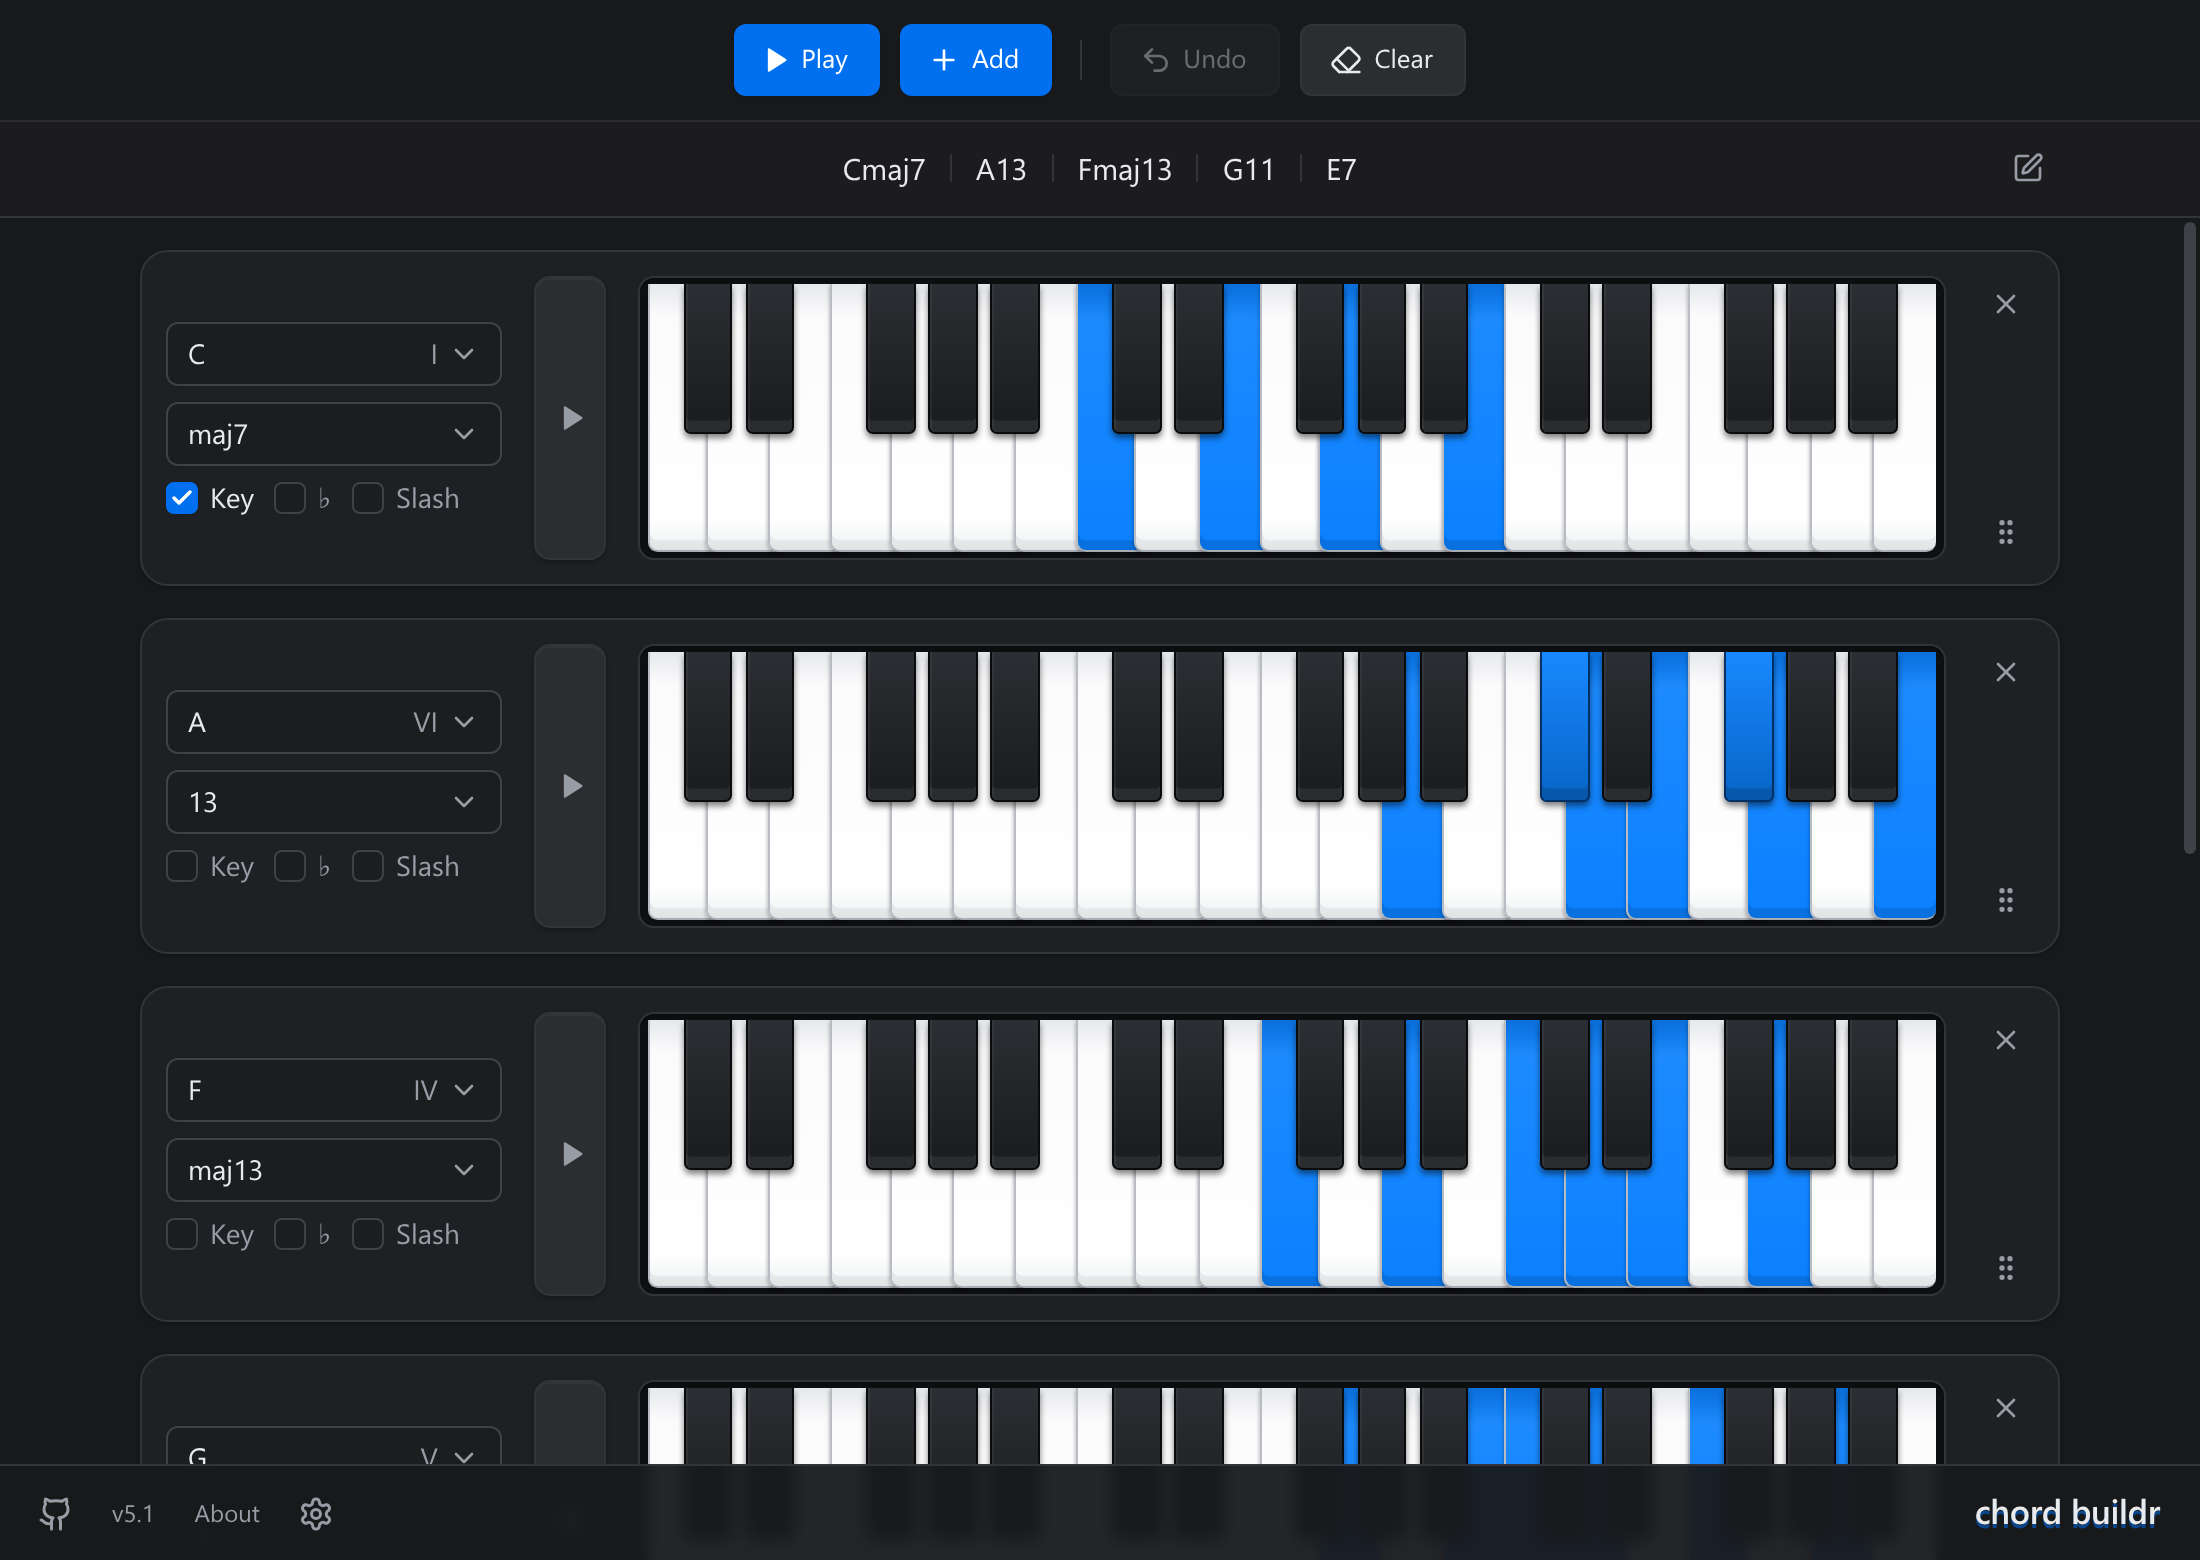 Play Add Undo Clear
Cmaj7 A13 Fmaj13 G11 E7
C I
maj7
Key ♭ Slash
A VI
13
Key ♭ Slash
F IV
maj13
Key ♭ Slash
G V
v5.1 About chord buildr